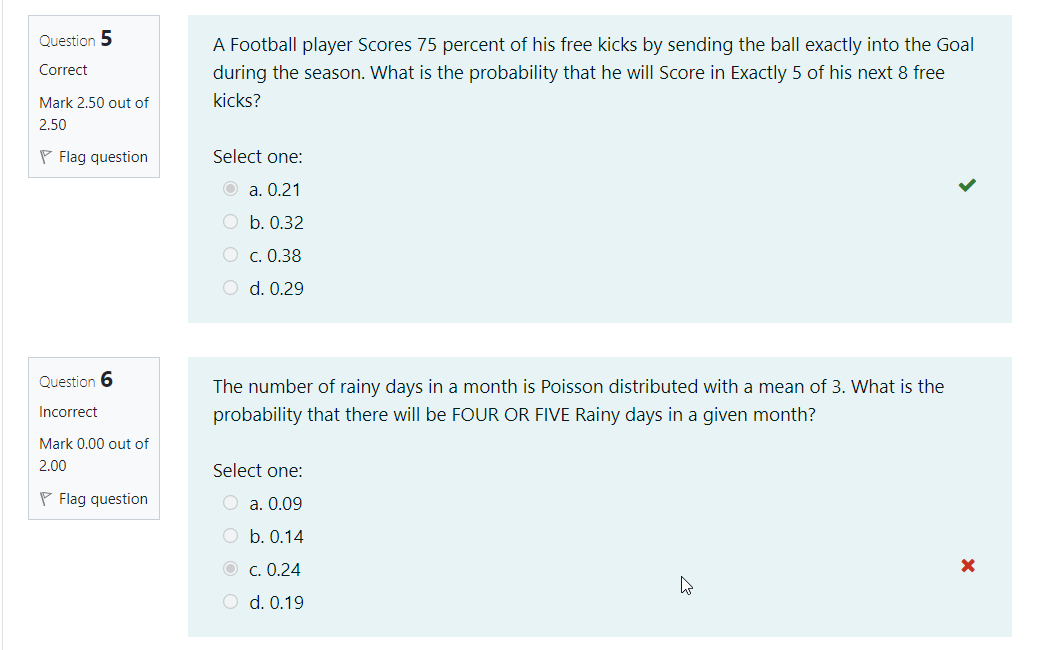 Question 5
Correct
Mark 2.50 out of
2.50
Flag question
A Football player Scores 75 percent of his free kicks by sending the ball exactly into the Goal
during the season. What is the probability that he will Score in Exactly 5 of his next 8 free
kicks?
Select one:
a. 0.21
b. 0.32
c. 0.38
d. 0.29
Question 6
Incorrect
Mark 0.00 out of
2.00
Flag question
The number of rainy days in a month is Poisson distributed with a mean of 3. What is the
probability that there will be FOUR OR FIVE Rainy days in a given month?
Select one:
a. 0.09
b. 0.14
c. 0.24
d. 0.19